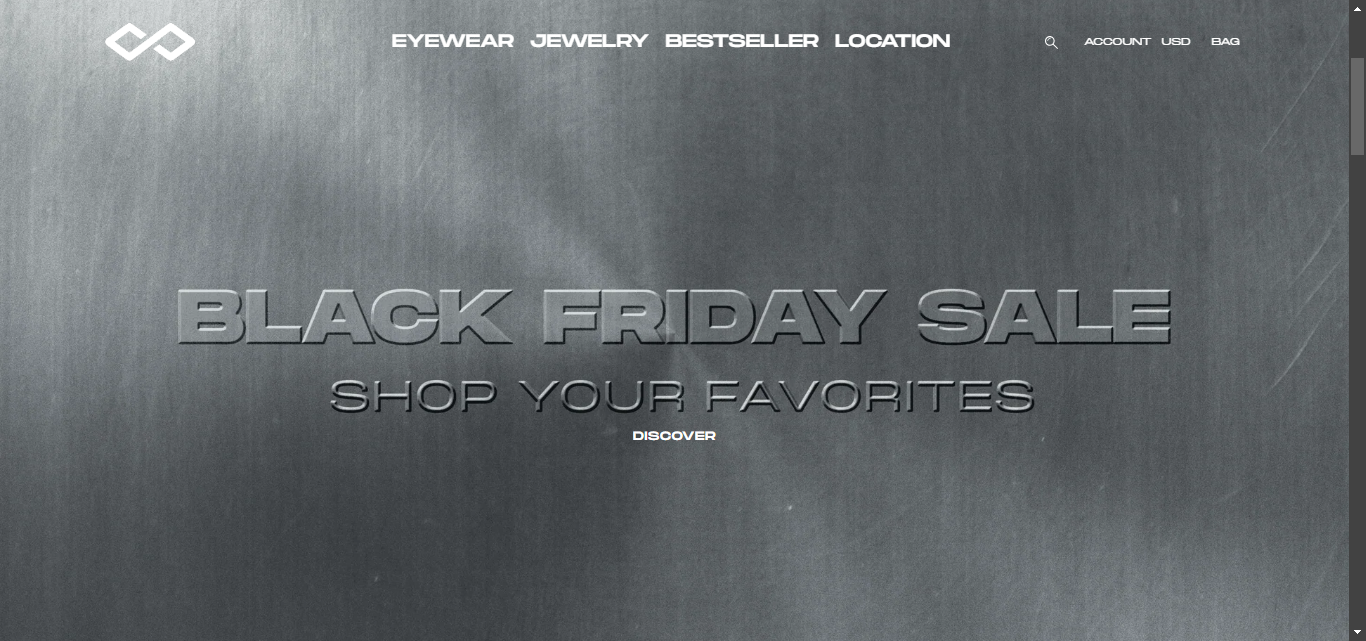 EYEWEAR JEWELRY BESTSELLER LOCATION ACCOUNT USD BAG
BLACK FRIDAY SALE
SHOP YOUR FAVORITES
DISCOVER